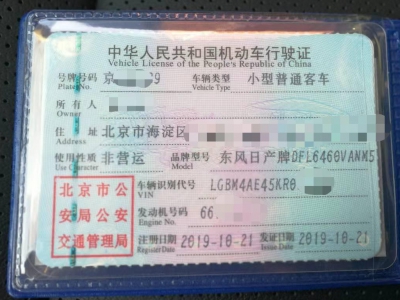 中华人民共和国机动车行驶证
Vehicle License of the People's Republic of China
号牌号码 京 09 车辆类型 小型普通客车
Plate No. Vehicle Type
所有人
Owner
住址 北京市海淀区
Address
使用性质 非营运 品牌型号 东风日产牌DFL6460VANM5
Use Character
北京市公
安局公安
交通管理局
车辆识别代号 LGBM4AE45KR0
VIN
发动机号码 66
Engine No.
注册日期 2019-10-21 发证日期 2019-10-21
Register Date Issue Date